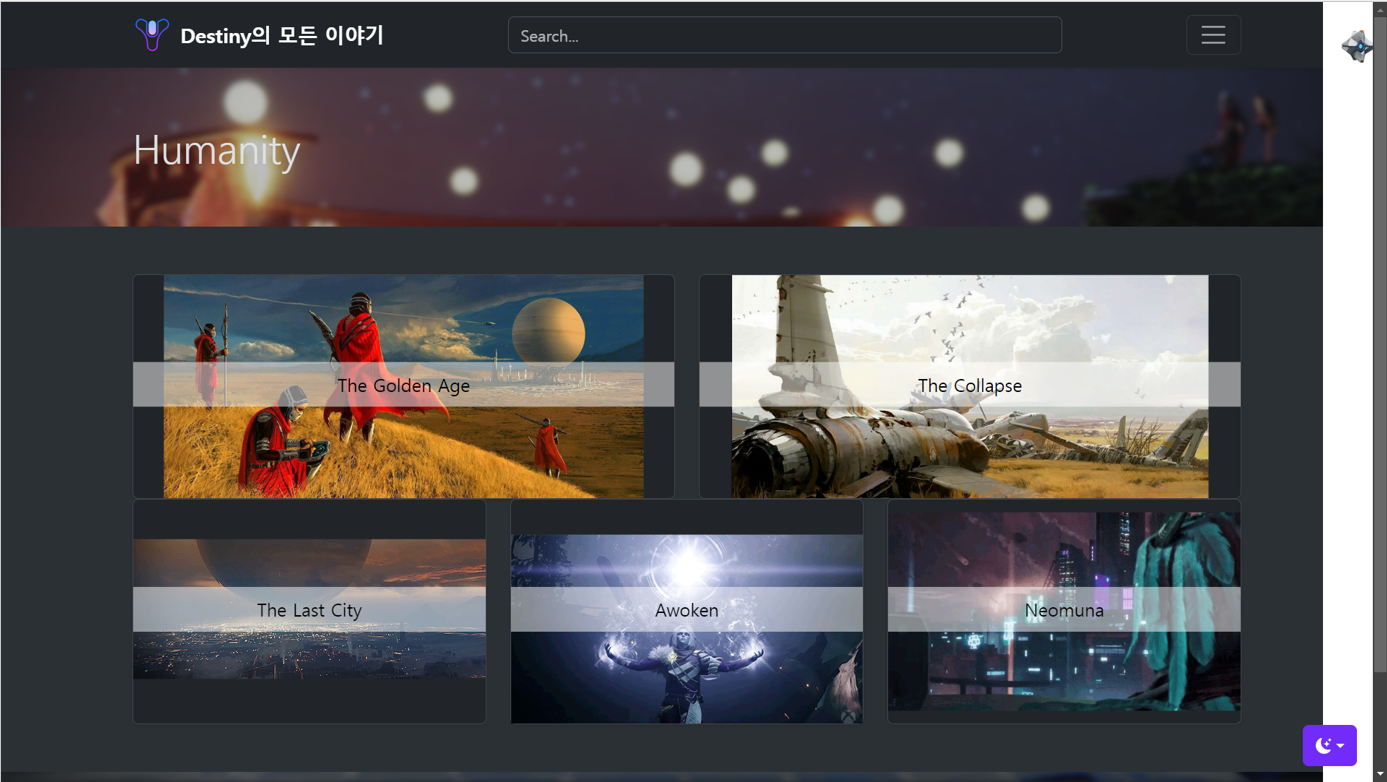 Destiny의 모든 이야기
Search...
Humanity
The Golden Age
The Collapse
The Last City
Awoken
Neomuna